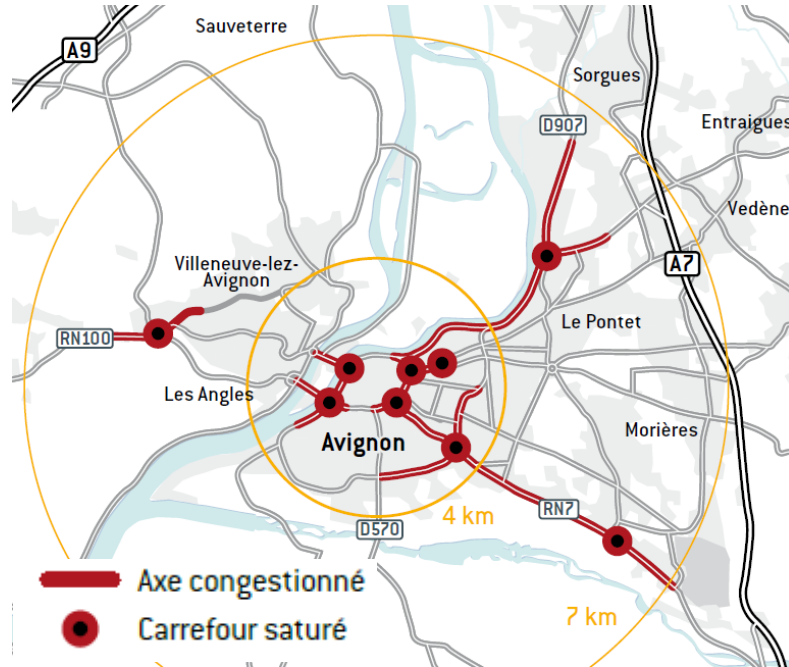 Sauveterre
A9
Sorgues
D907
Entraigues
Vedène
Villeneuve-lez-
Avignon
A7
RN100
Le Pontet
Les Angles
Avignon
Morières
4 km
RN7
D570
Axe congestionné
Carrefour saturé
7 km